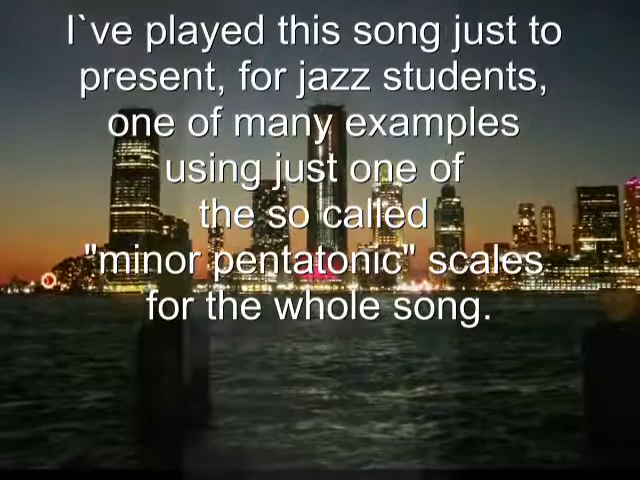 I`ve played this song just to
present, for jazz students,
one of many examples
using just one of
the so called
"minor pentatonic" scales
for the whole song.